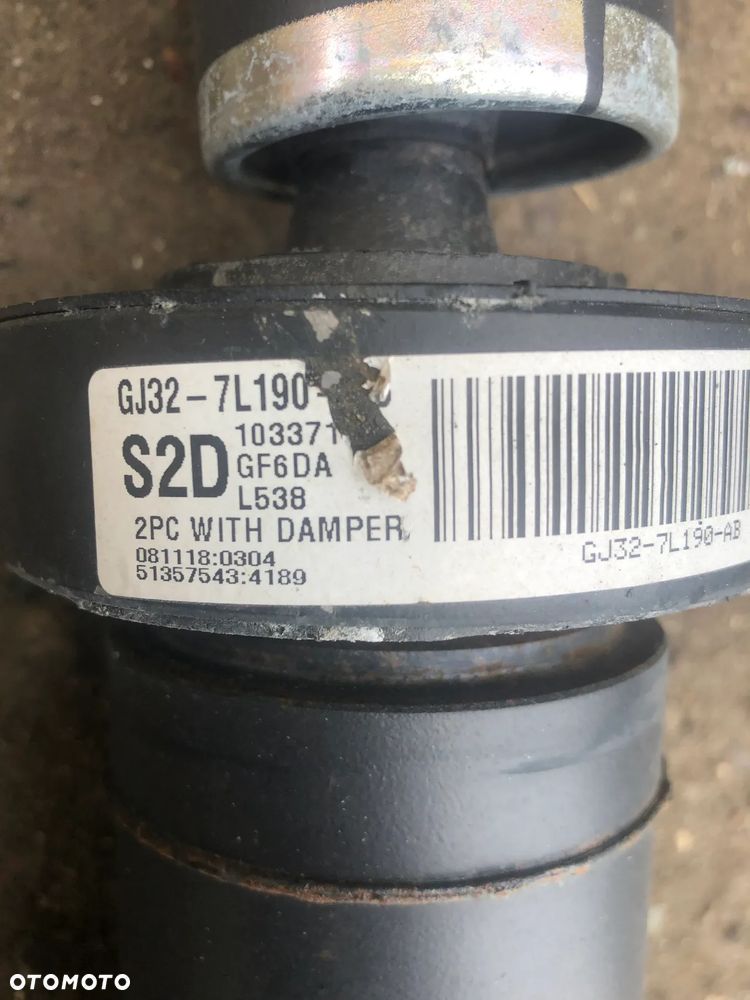 GJ32-7L190-
S2D
103371
GF6DA
L538
2PC WITH DAMPER
081118:0304
51357543:4189
GJ32-7L190-AB
OTOMOTO